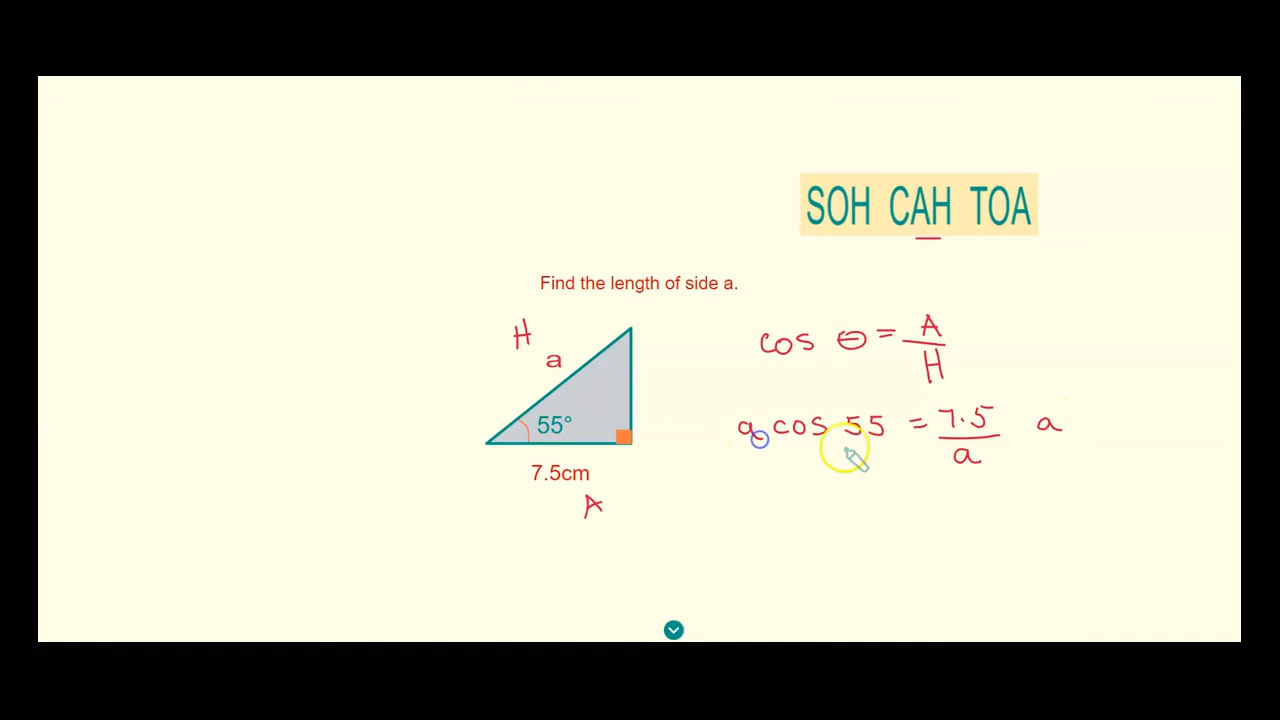 SOH CAH TOA
Find the length of side a.
H
a
55°
7.5cm
A
cos θ = A/H
a cos 55 = 7.5/a a